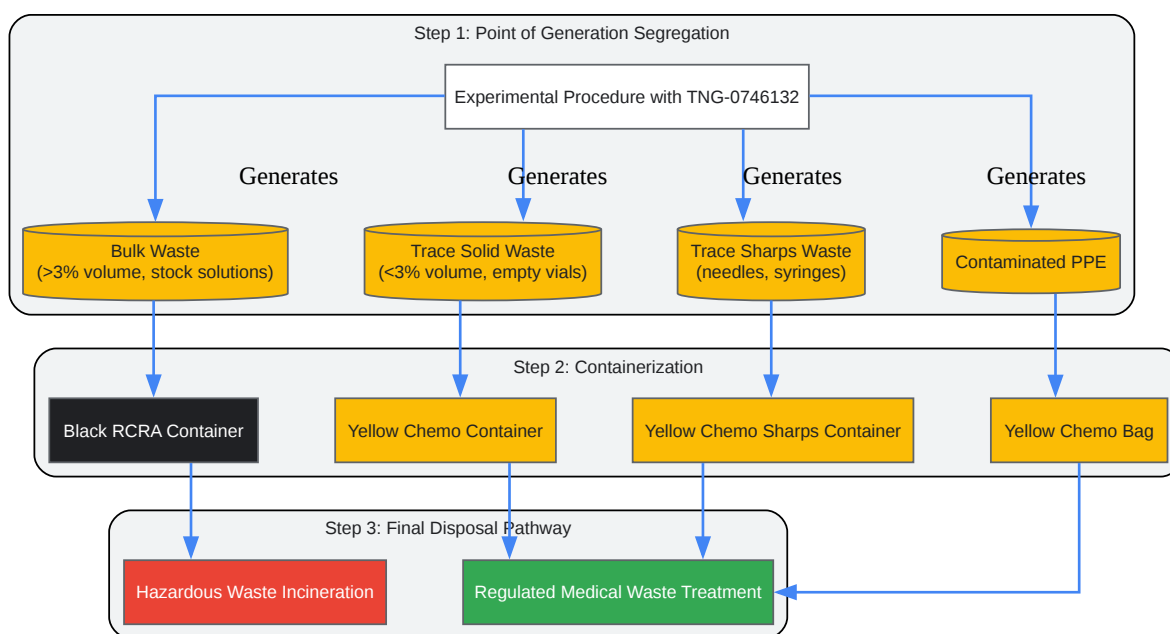 Step 1: Point of Generation Segregation
Experimental Procedure with TNG-0746132
Generates
Generates
Generates
Generates
Bulk Waste
(>3% volume, stock solutions)
Trace Solid Waste
(<3% volume, empty vials)
Trace Sharps Waste
(needles, syringes)
Contaminated PPE
Step 2: Containerization
Black RCRA Container
Yellow Chemo Container
Yellow Chemo Sharps Container
Yellow Chemo Bag
Step 3: Final Disposal Pathway
Hazardous Waste Incineration
Regulated Medical Waste Treatment